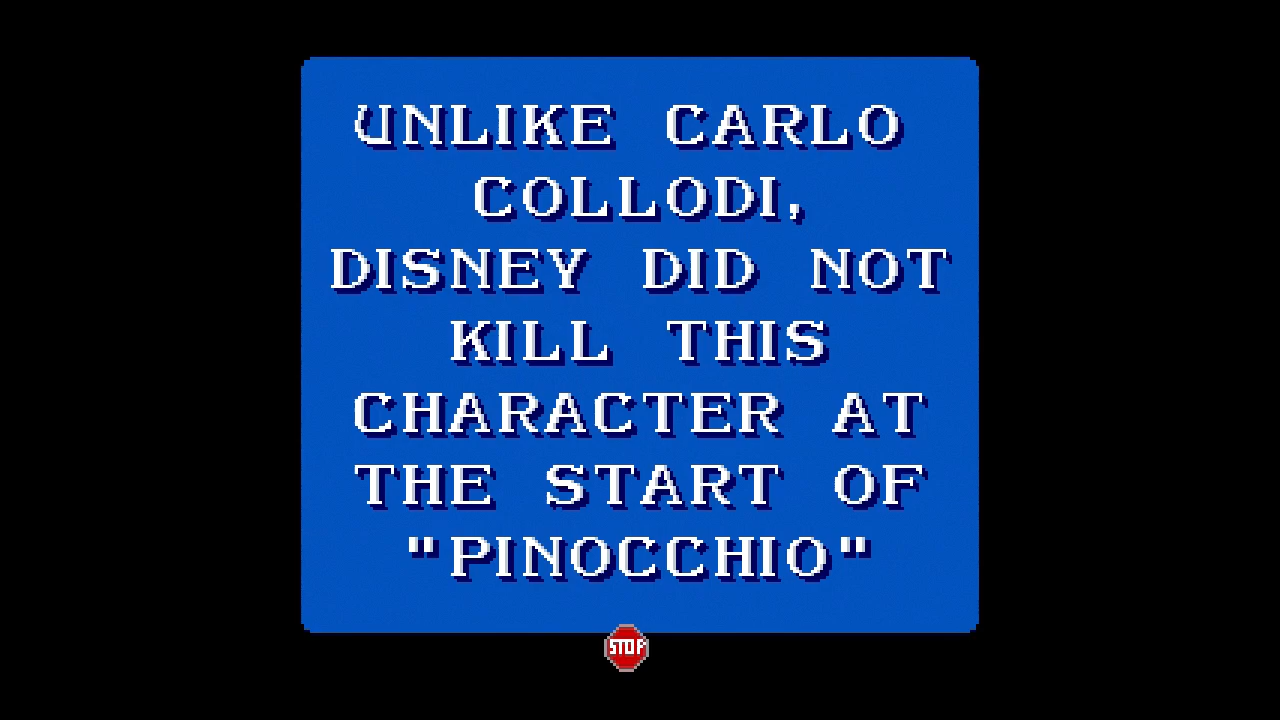 UNLIKE CARLO
COLLODI,
DISNEY DID NOT
KILL THIS
CHARACTER AT
THE START OF
"PINOCCHIO"
STOP